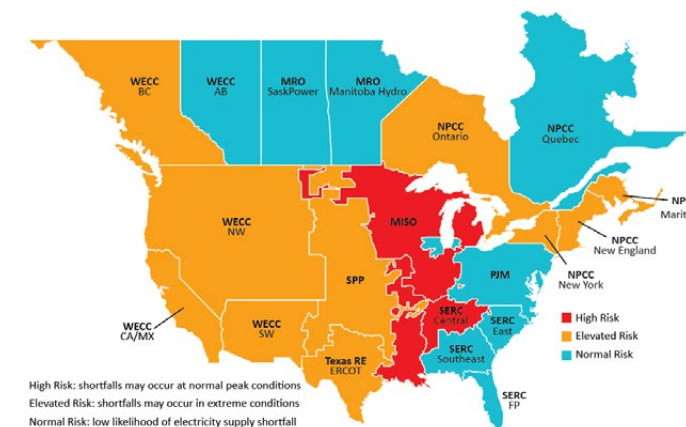 WECC
BC
WECC
AB
MRO
SaskPower
MRO
Manitoba Hydro
NPCC
Ontario
NPCC
Quebec
NP
Marit
NPCC
New England
NPCC
New York
WECC
NW
MISO
SPP
PJM
WECC
CA/MX
WECC
SW
SERC
Central
SERC
East
SERC
Southeast
Texas RE
ERCOT
SERC
FP
High Risk
Elevated Risk
Normal Risk
High Risk: shortfalls may occur at normal peak conditions
Elevated Risk: shortfalls may occur in extreme conditions
Normal Risk: low likelihood of electricity supply shortfall